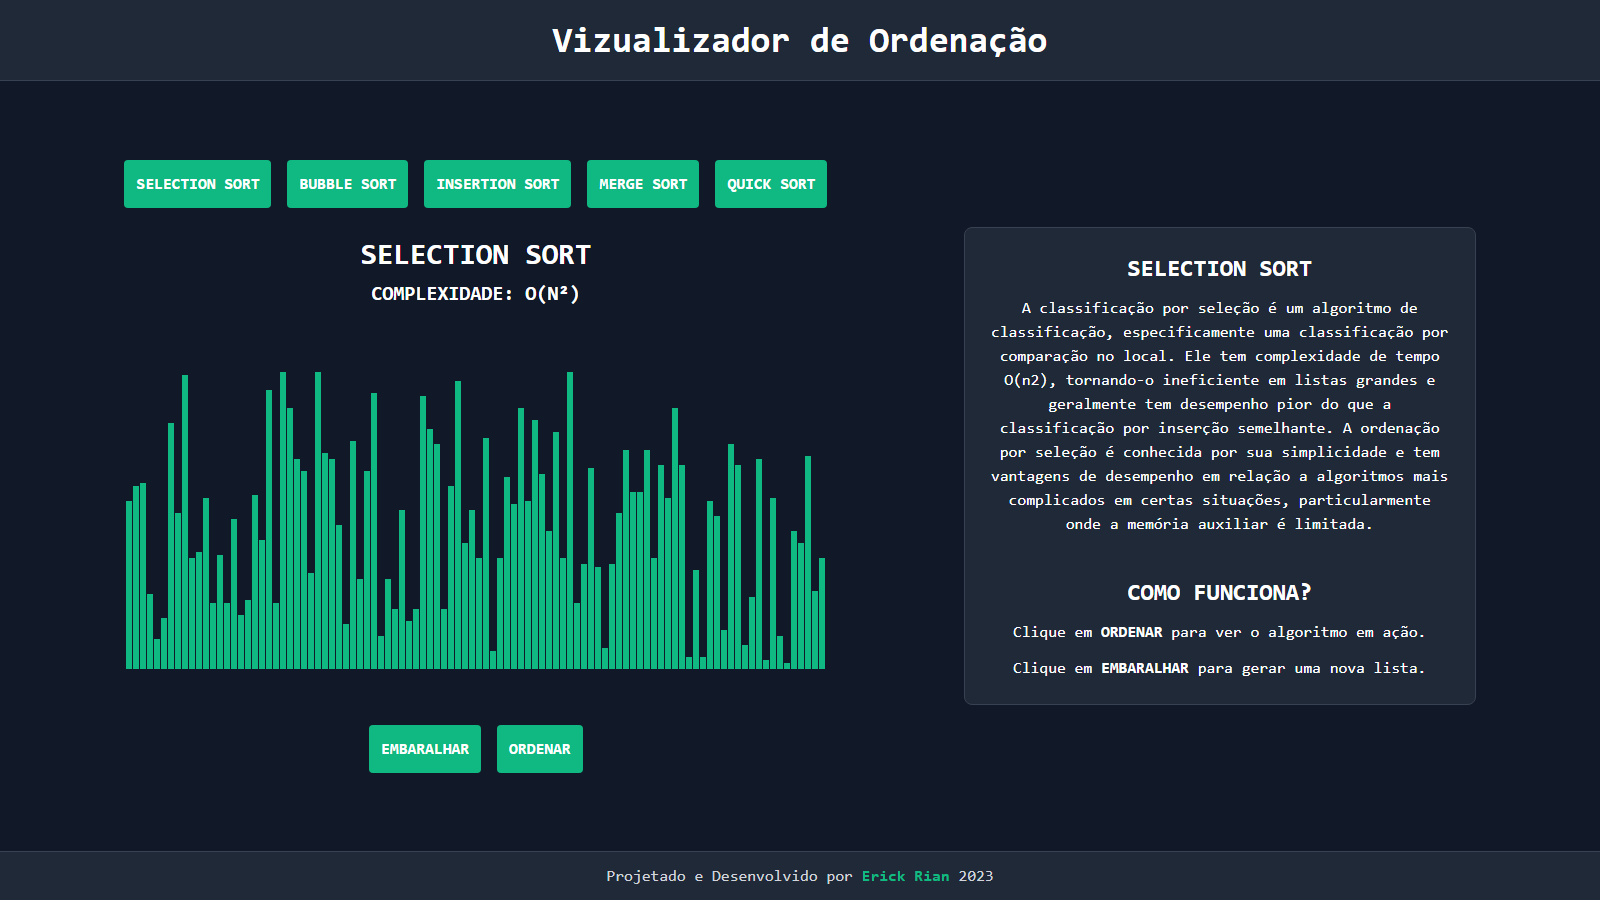 Vizualizador de Ordenação
SELECTION SORT
BUBBLE SORT
INSERTION SORT
MERGE SORT
QUICK SORT
SELECTION SORT
COMPLEXIDADE: O(N²)
EMBARALHAR
ORDENAR
SELECTION SORT
A classificação por seleção é um algoritmo de
classificação, especificamente uma classificação por
comparação no local. Ele tem complexidade de tempo
O(n2), tornando-o ineficiente em listas grandes e
geralmente tem desempenho pior do que a
classificação por inserção semelhante. A ordenação
por seleção é conhecida por sua simplicidade e tem
vantagens de desempenho em relação a algoritmos mais
complicados em certas situações, particularmente
onde a memória auxiliar é limitada.
COMO FUNCIONA?
Clique em ORDENAR para ver o algoritmo em ação.
Clique em EMBARALHAR para gerar uma nova lista.
Projetado e Desenvolvido por Erick Rian 2023